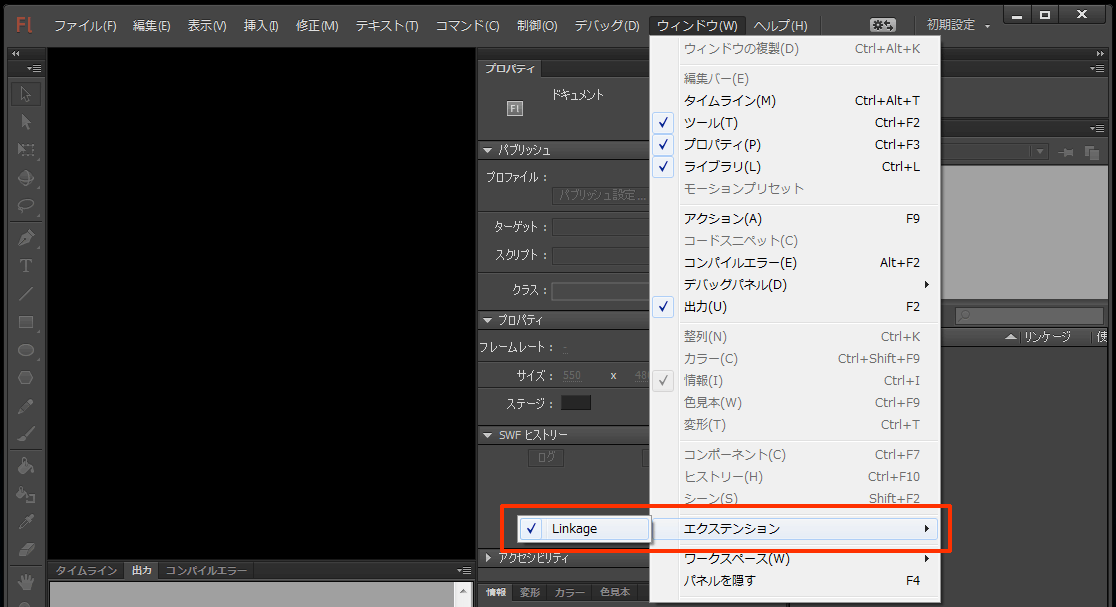 Fl ファイル(F) 編集(E) 表示(V) 挿入(I) 修正(M) テキスト(T) コマンド(C) 制御(O) デバッグ(D) ウィンドウ(W) ヘルプ(H) 初期設定
プロパティ
Fl ドキュメント
パブリッシュ
プロファイル :
パブリッシュ設定...
ターゲット :
スクリプト :
クラス :
プロパティ
フレームレート : -
サイズ : 550 x 480
ステージ :
SWF ヒストリー
ログ
アクセシビリティ
情報 変形 カラー 色見本
タイムライン 出力 コンパイルエラー
ウィンドウの複製(D) Ctrl+Alt+K
編集バー(E)
タイムライン(M) Ctrl+Alt+T
ツール(T) Ctrl+F2
プロパティ(P) Ctrl+F3
ライブラリ(L) Ctrl+L
モーションプリセット
アクション(A) F9
コードスニペット(C)
コンパイルエラー(E) Alt+F2
デバッグパネル(D)
出力(U) F2
整列(N) Ctrl+K
カラー(C) Ctrl+Shift+F9
情報(I) Ctrl+I
色見本(W) Ctrl+F9
変形(T) Ctrl+T
コンポーネント(C) Ctrl+F7
ヒストリー(H) Ctrl+F10
シーン(S) Shift+F2
Linkage エクステンション
ワークスペース(W)
パネルを隠す F4
リンケージ 使